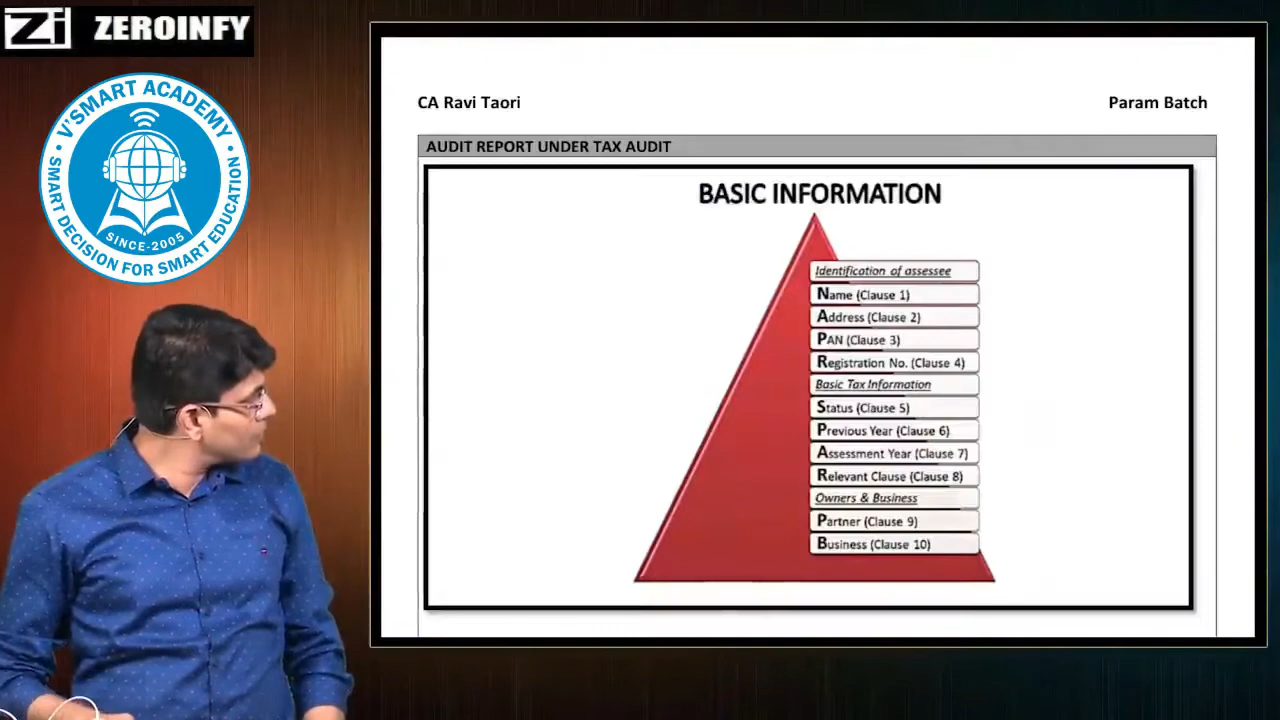 Zi ZEROINFY
V'SMART ACADEMY
SMART DECISION FOR SMART EDUCATION
SINCE-2005
CA Ravi Taori
Param Batch
AUDIT REPORT UNDER TAX AUDIT
BASIC INFORMATION
Identification of assessee
Name (Clause 1)
Address (Clause 2)
PAN (Clause 3)
Registration No. (Clause 4)
Basic Tax Information
Status (Clause 5)
Previous Year (Clause 6)
Assessment Year (Clause 7)
Relevant Clause (Clause 8)
Owners & Business
Partner (Clause 9)
Business (Clause 10)